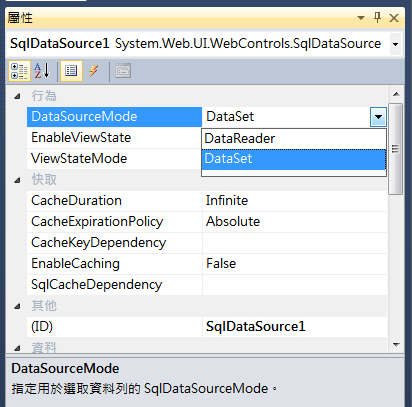 屬性
SqlDataSource1 System.Web.UI.WebControls.SqlDataSource
行為
DataSourceMode DataSet
EnableViewState DataReader
ViewStateMode DataSet
快取
CacheDuration Infinite
CacheExpirationPolicy Absolute
CacheKeyDependency
EnableCaching False
SqlCacheDependency
其他
(ID) SqlDataSource1
資料
DataSourceMode
指定用於選取資料列的 SqlDataSourceMode。